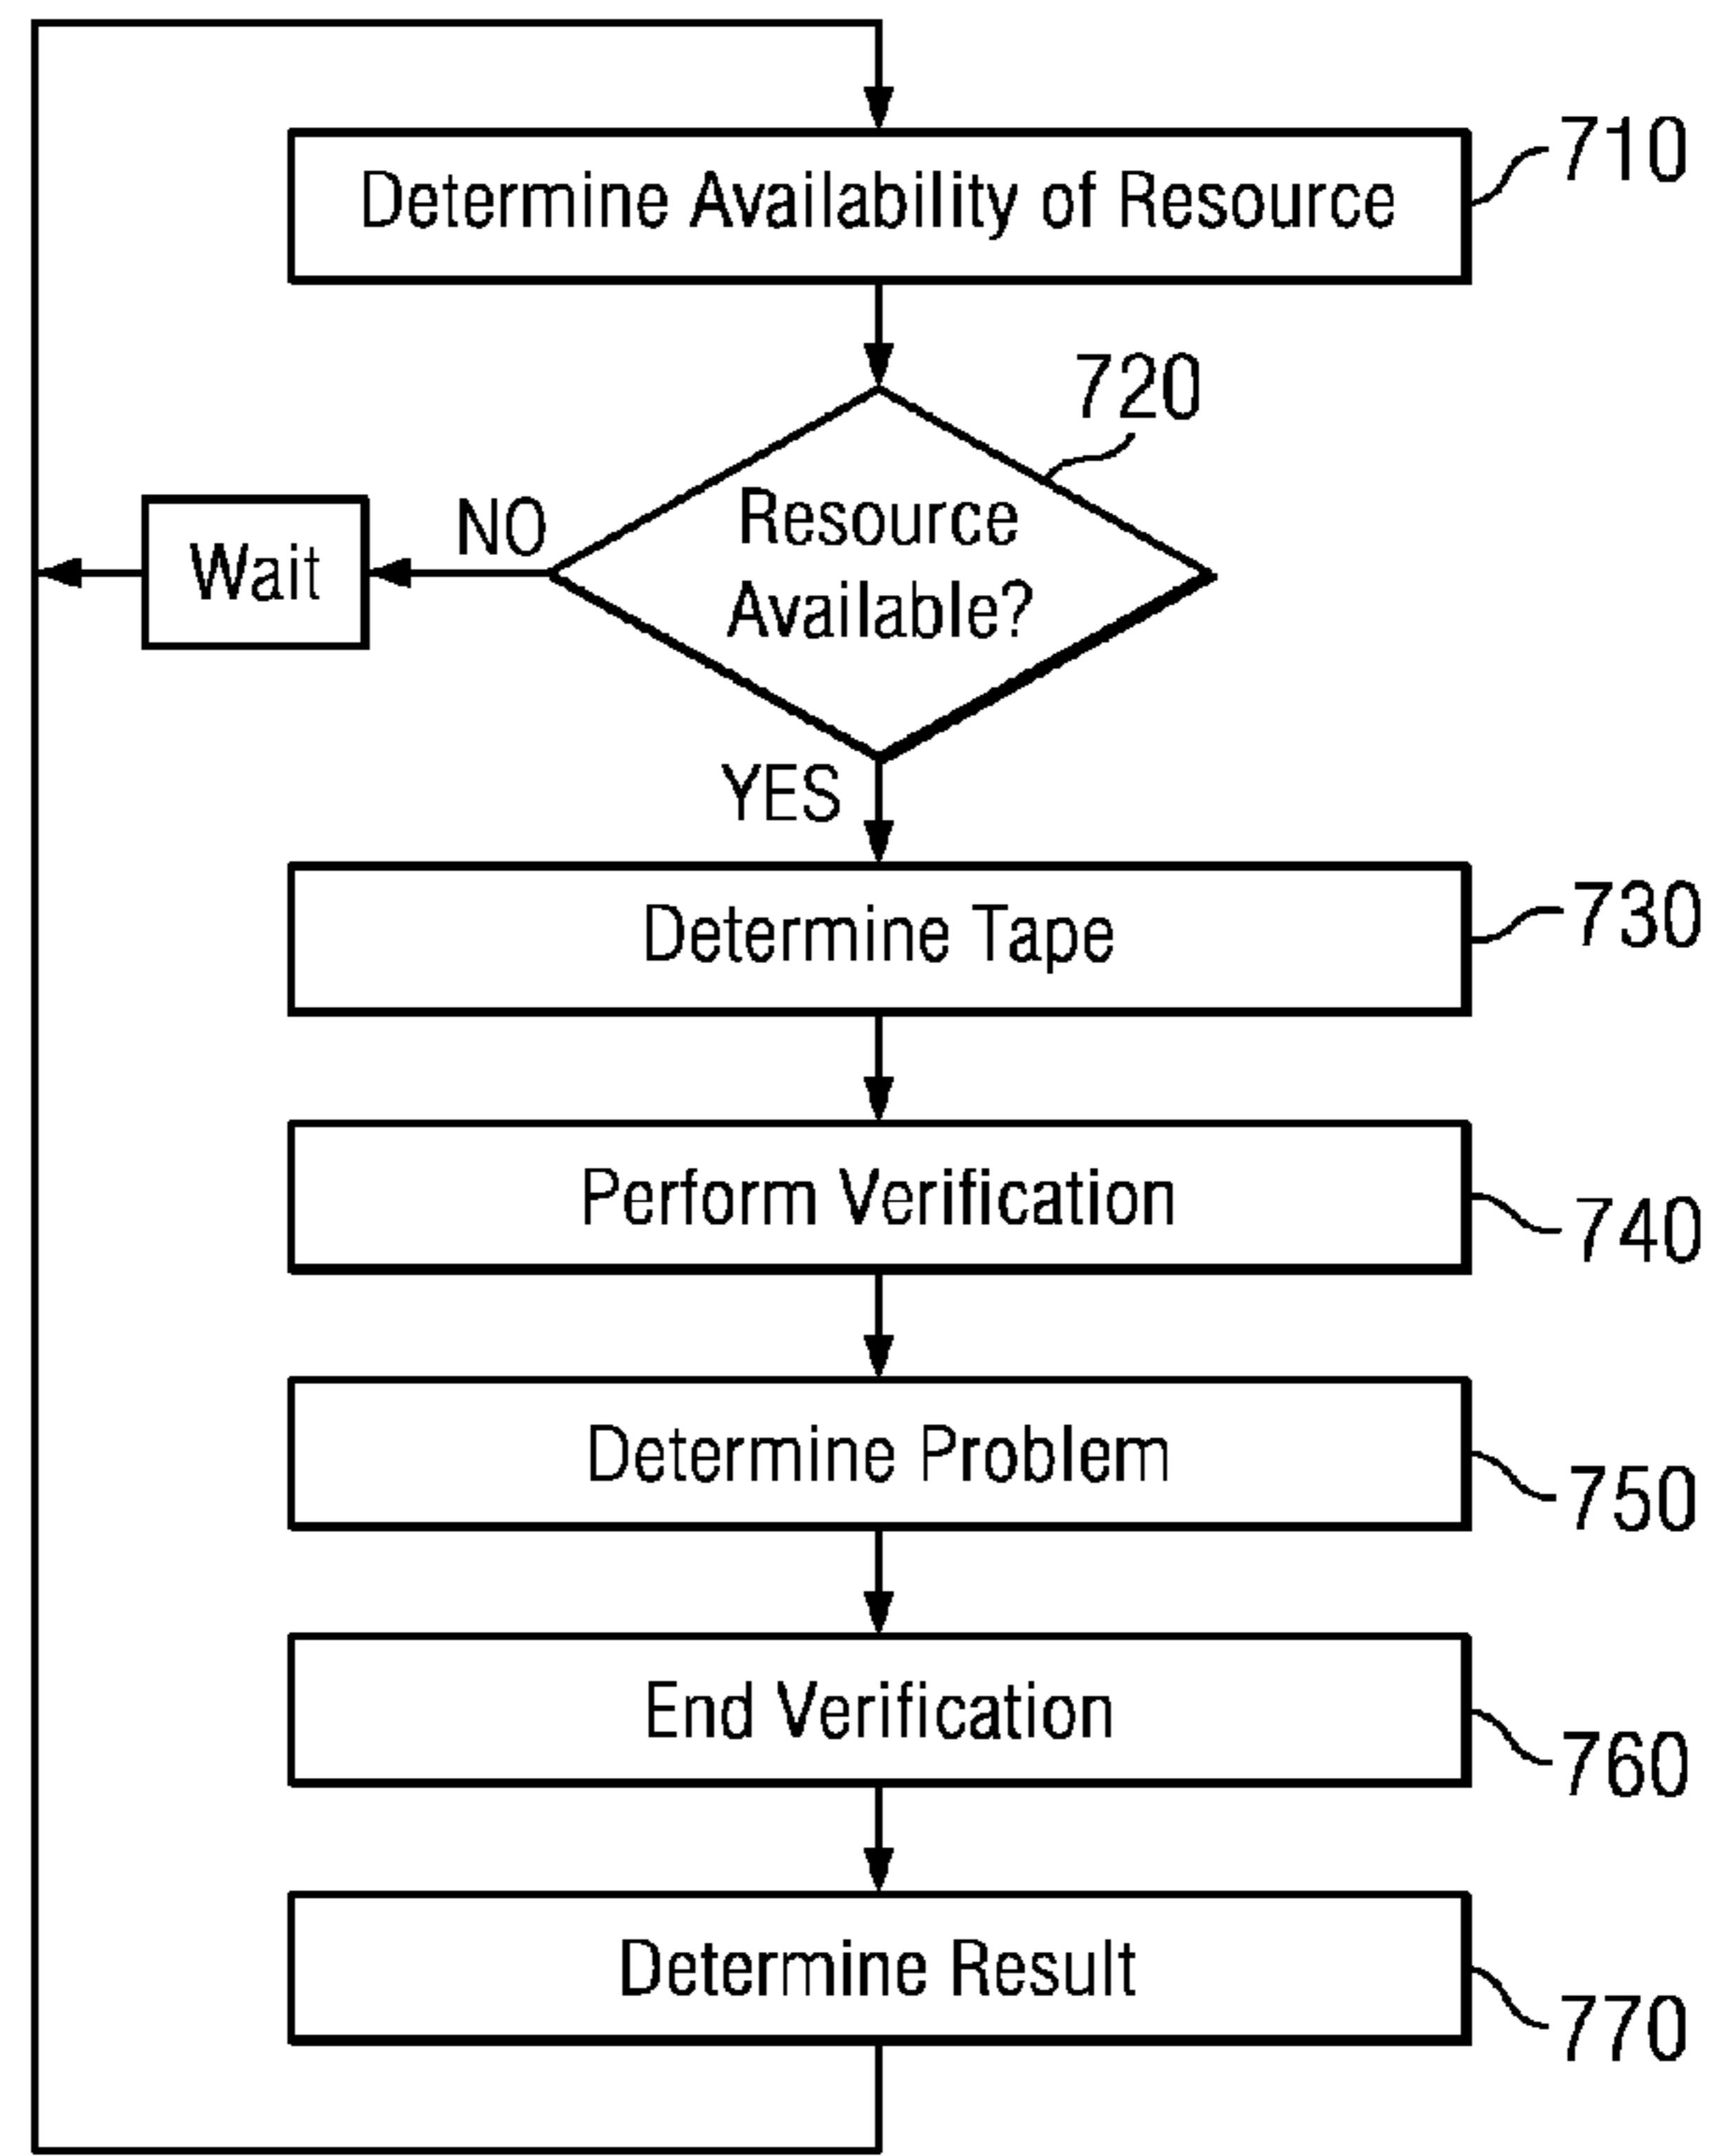 Determine Availability of Resource
710
720
Resource
Available?
NO
Wait
YES
Determine Tape
730
Perform Verification
740
Determine Problem
750
End Verification
760
Determine Result
770